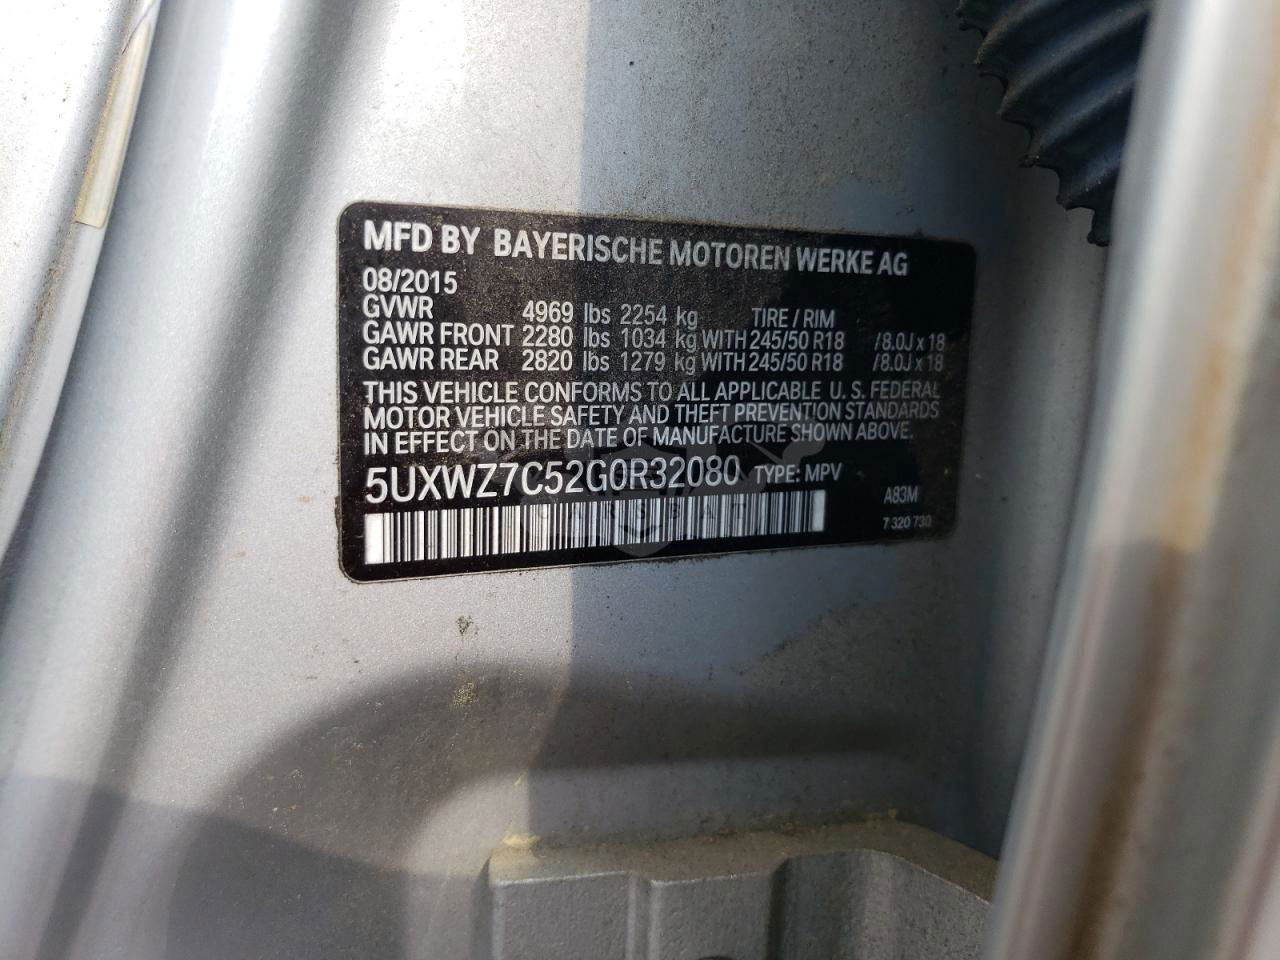 MFD BY BAYERISCHE MOTOREN WERKE AG
08/2015
GVWR 4969 lbs 2254 kg TIRE / RIM
GAWR FRONT 2280 lbs 1034 kg WITH 245/50 R18 /8.0J x 18
GAWR REAR 2820 lbs 1279 kg WITH 245/50 R18 /8.0J x 18
THIS VEHICLE CONFORMS TO ALL APPLICABLE U.S. FEDERAL
MOTOR VEHICLE SAFETY AND THEFT PREVENTION STANDARDS
IN EFFECT ON THE DATE OF MANUFACTURE SHOWN ABOVE.
5UXWZ7C52G0R32080 TYPE: MPV
A83M
7 320 730